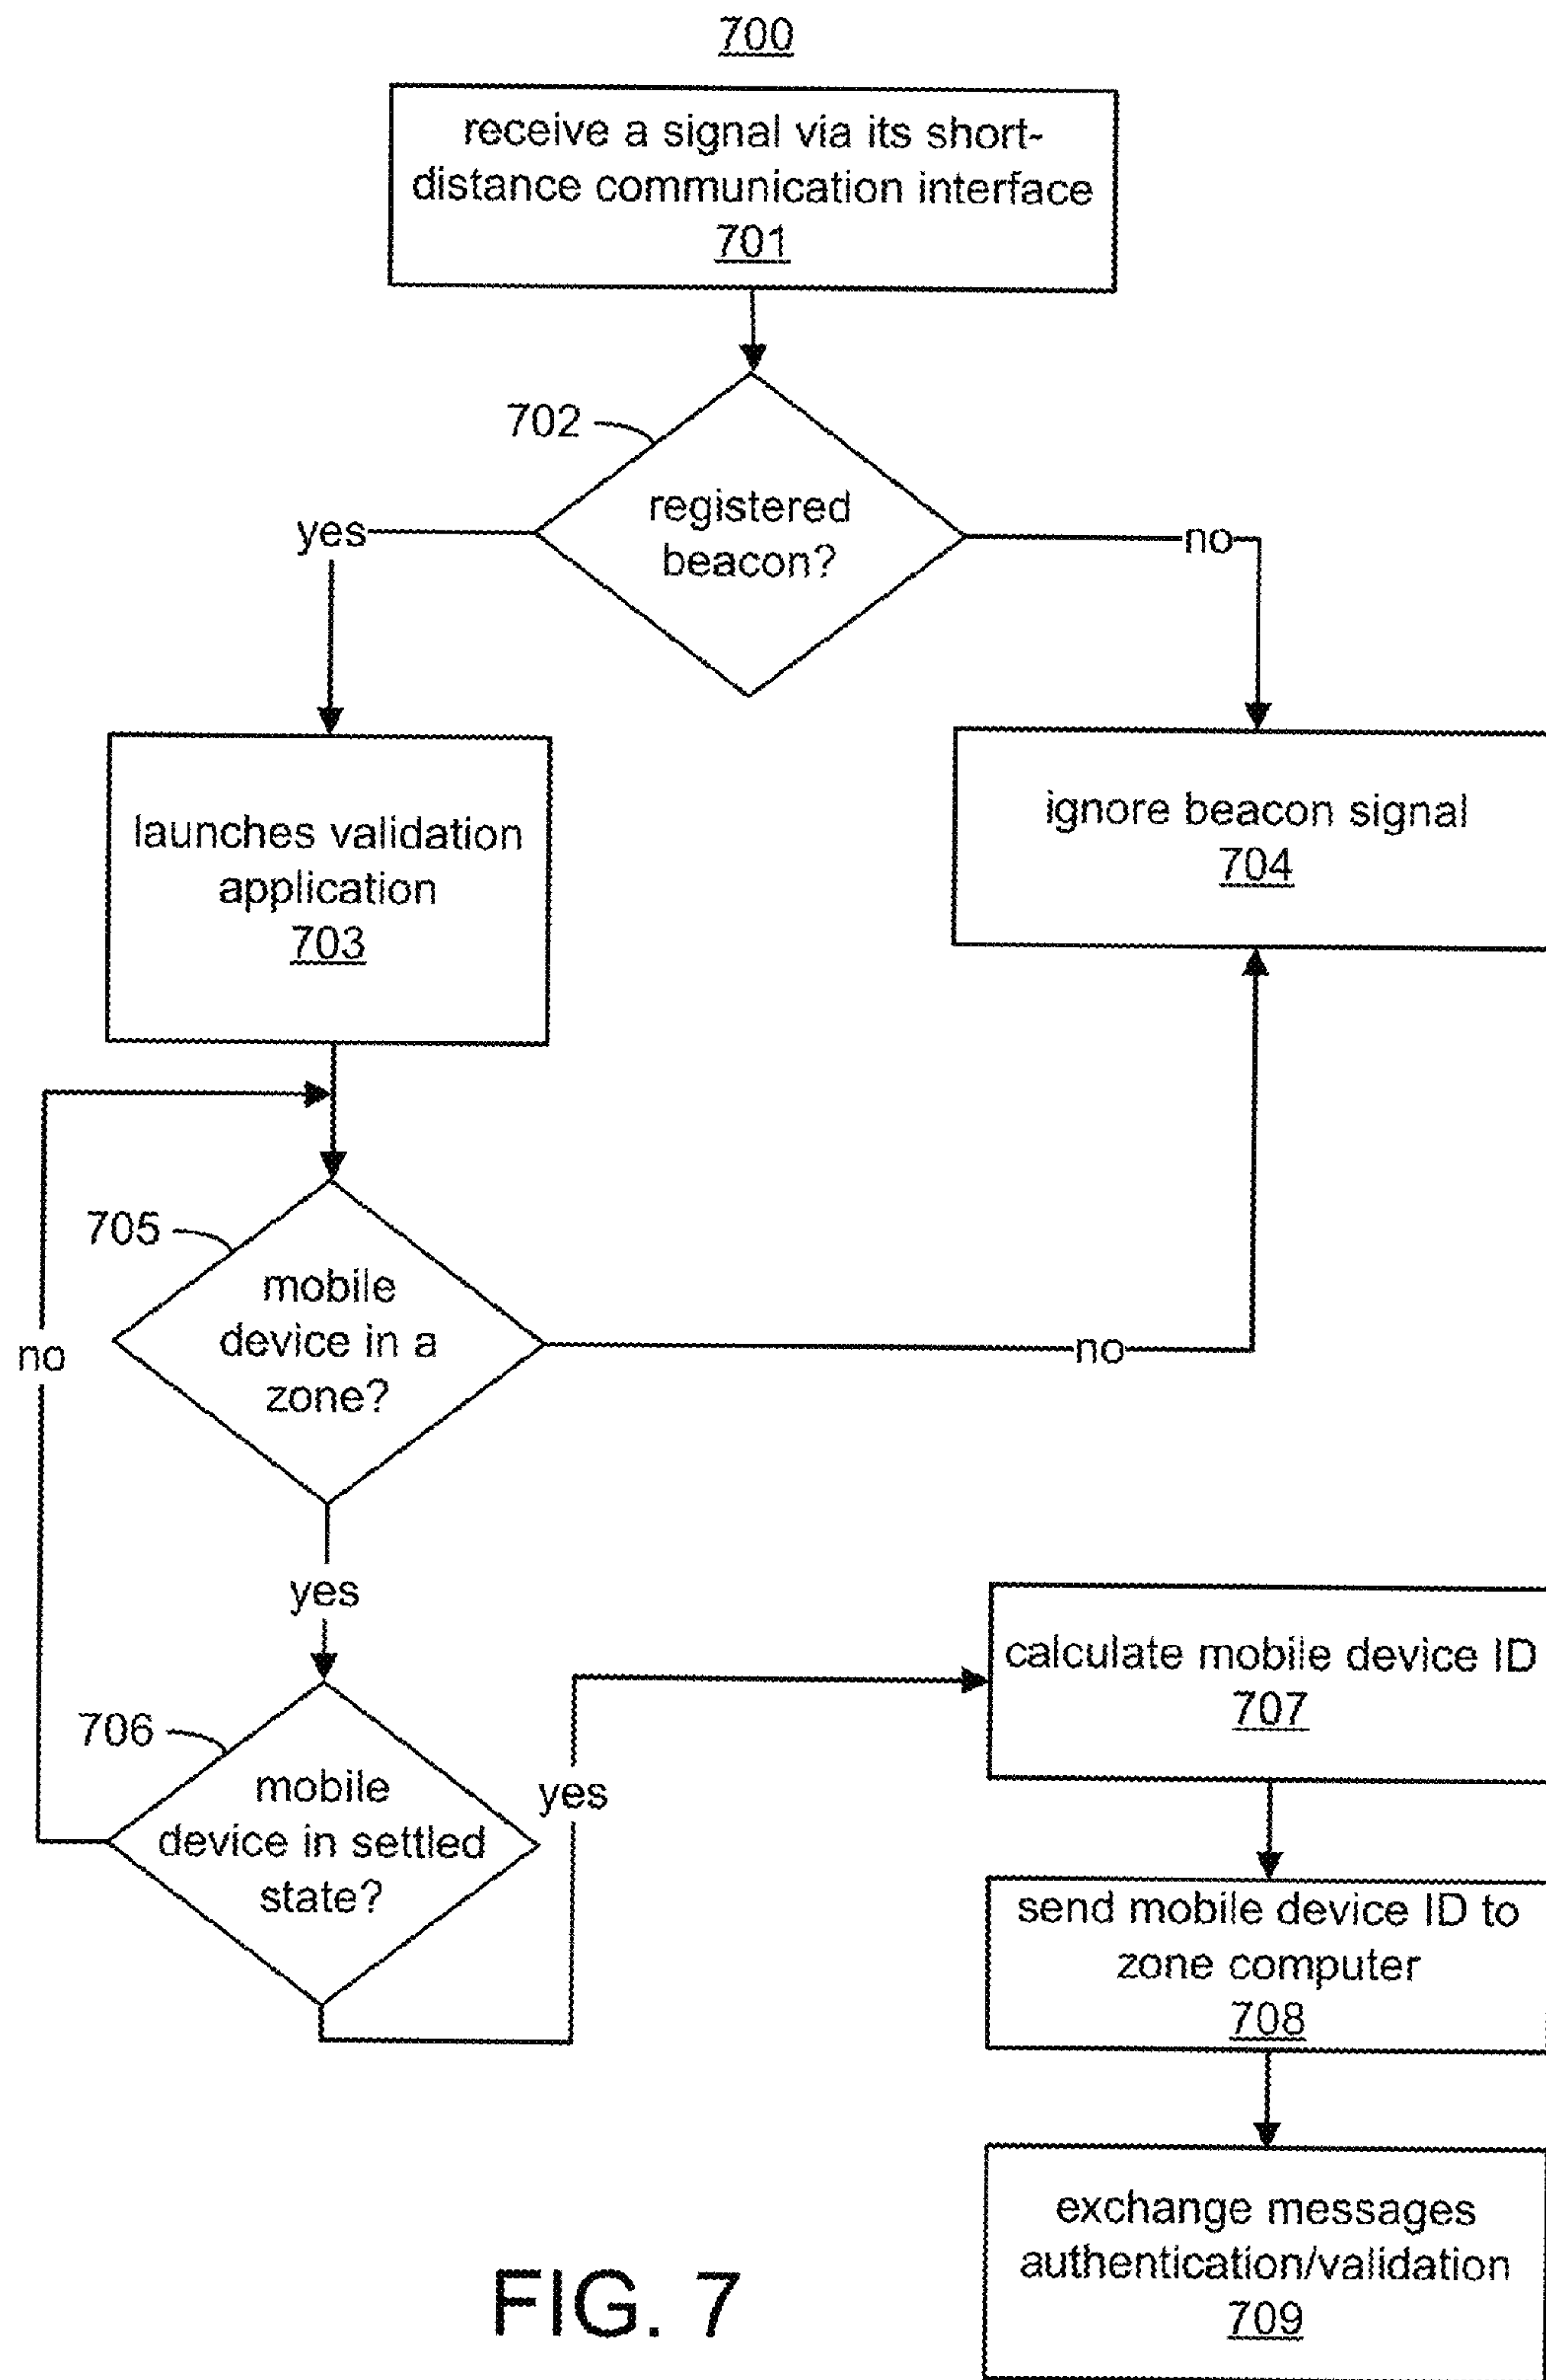 700
receive a signal via its short-
distance communication interface
701
702
registered
beacon?
yes
no
launches validation
application
703
ignore beacon signal
704
705
mobile
device in a
zone?
no
no
yes
706
mobile
device in settled
state?
yes
calculate mobile device ID
707
send mobile device ID to
zone computer
708
exchange messages
authentication/validation
709
FIG. 7